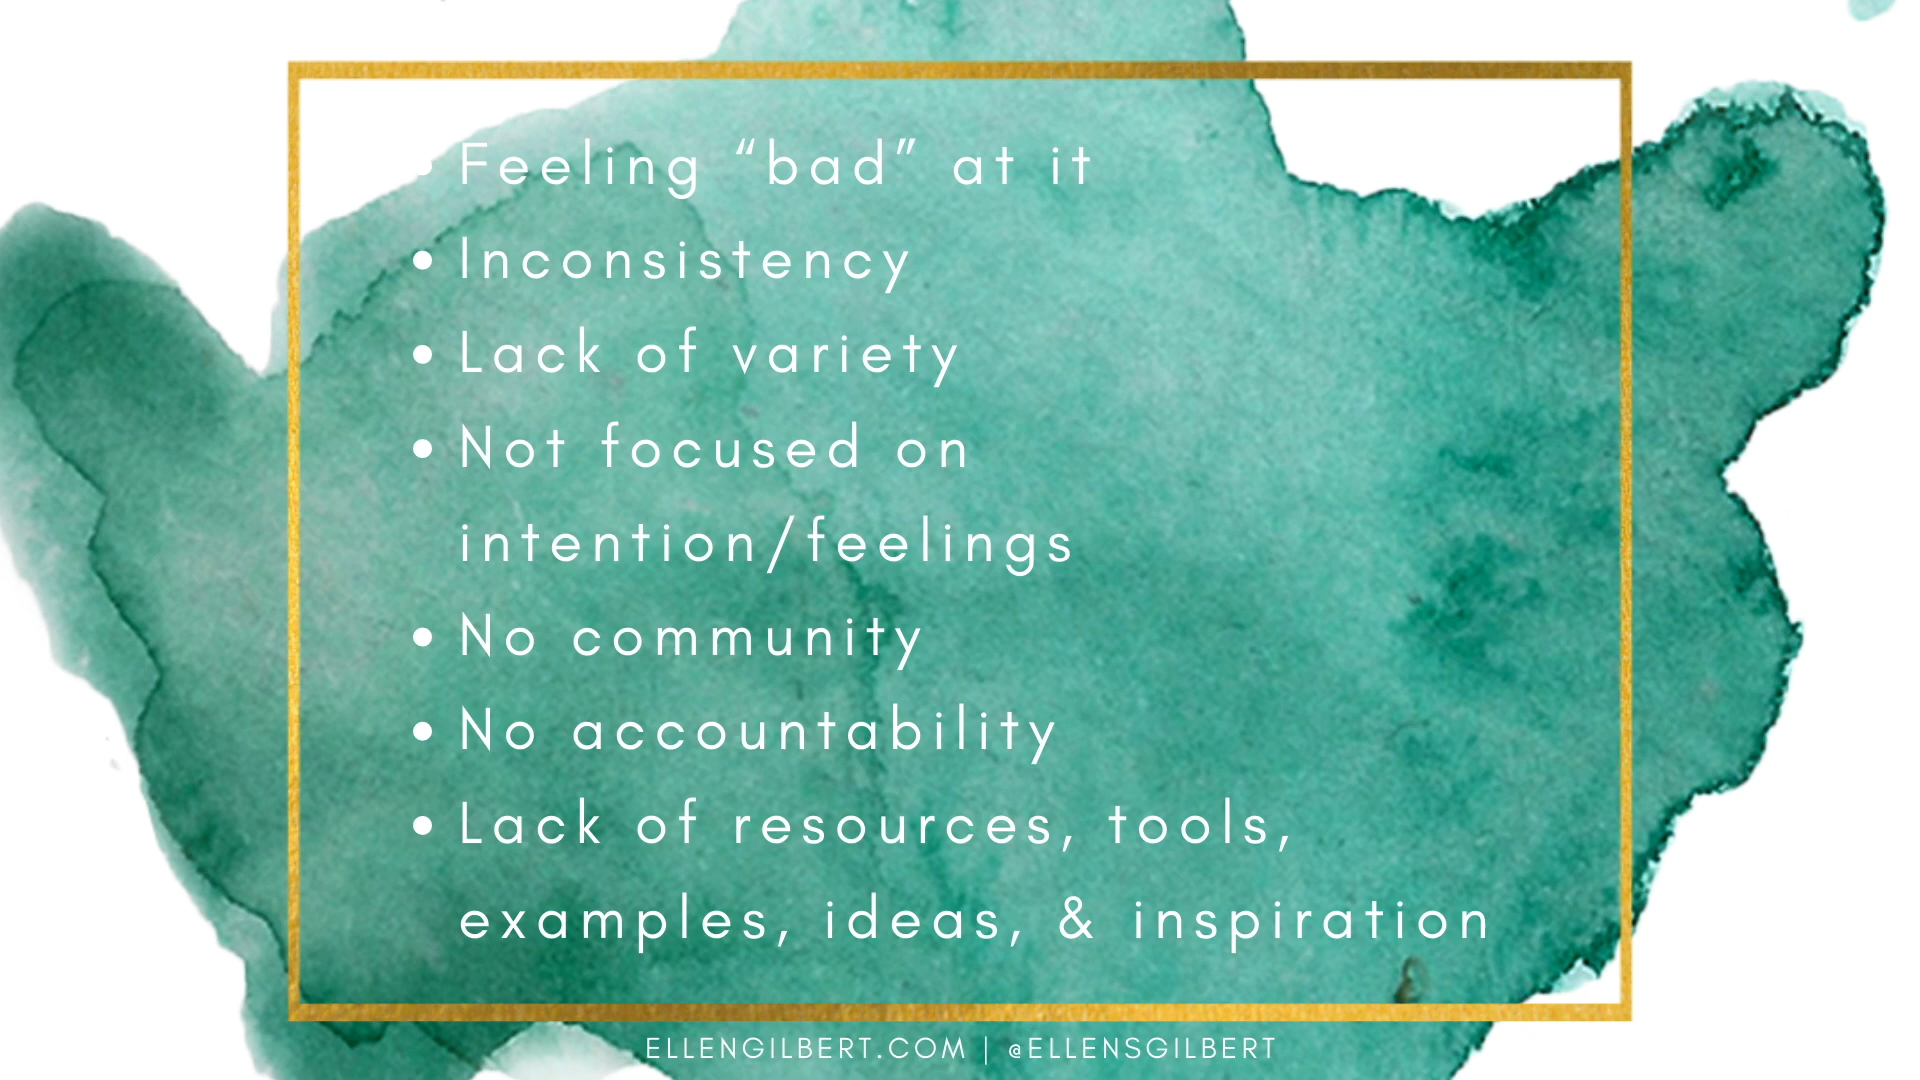 • Feeling “bad” at it
• Inconsistency
• Lack of variety
• Not focused on
intention/feelings
• No community
• No accountability
• Lack of resources, tools,
examples, ideas, & inspiration
ELLENGILBERT.COM | @ELLENSGILBERT